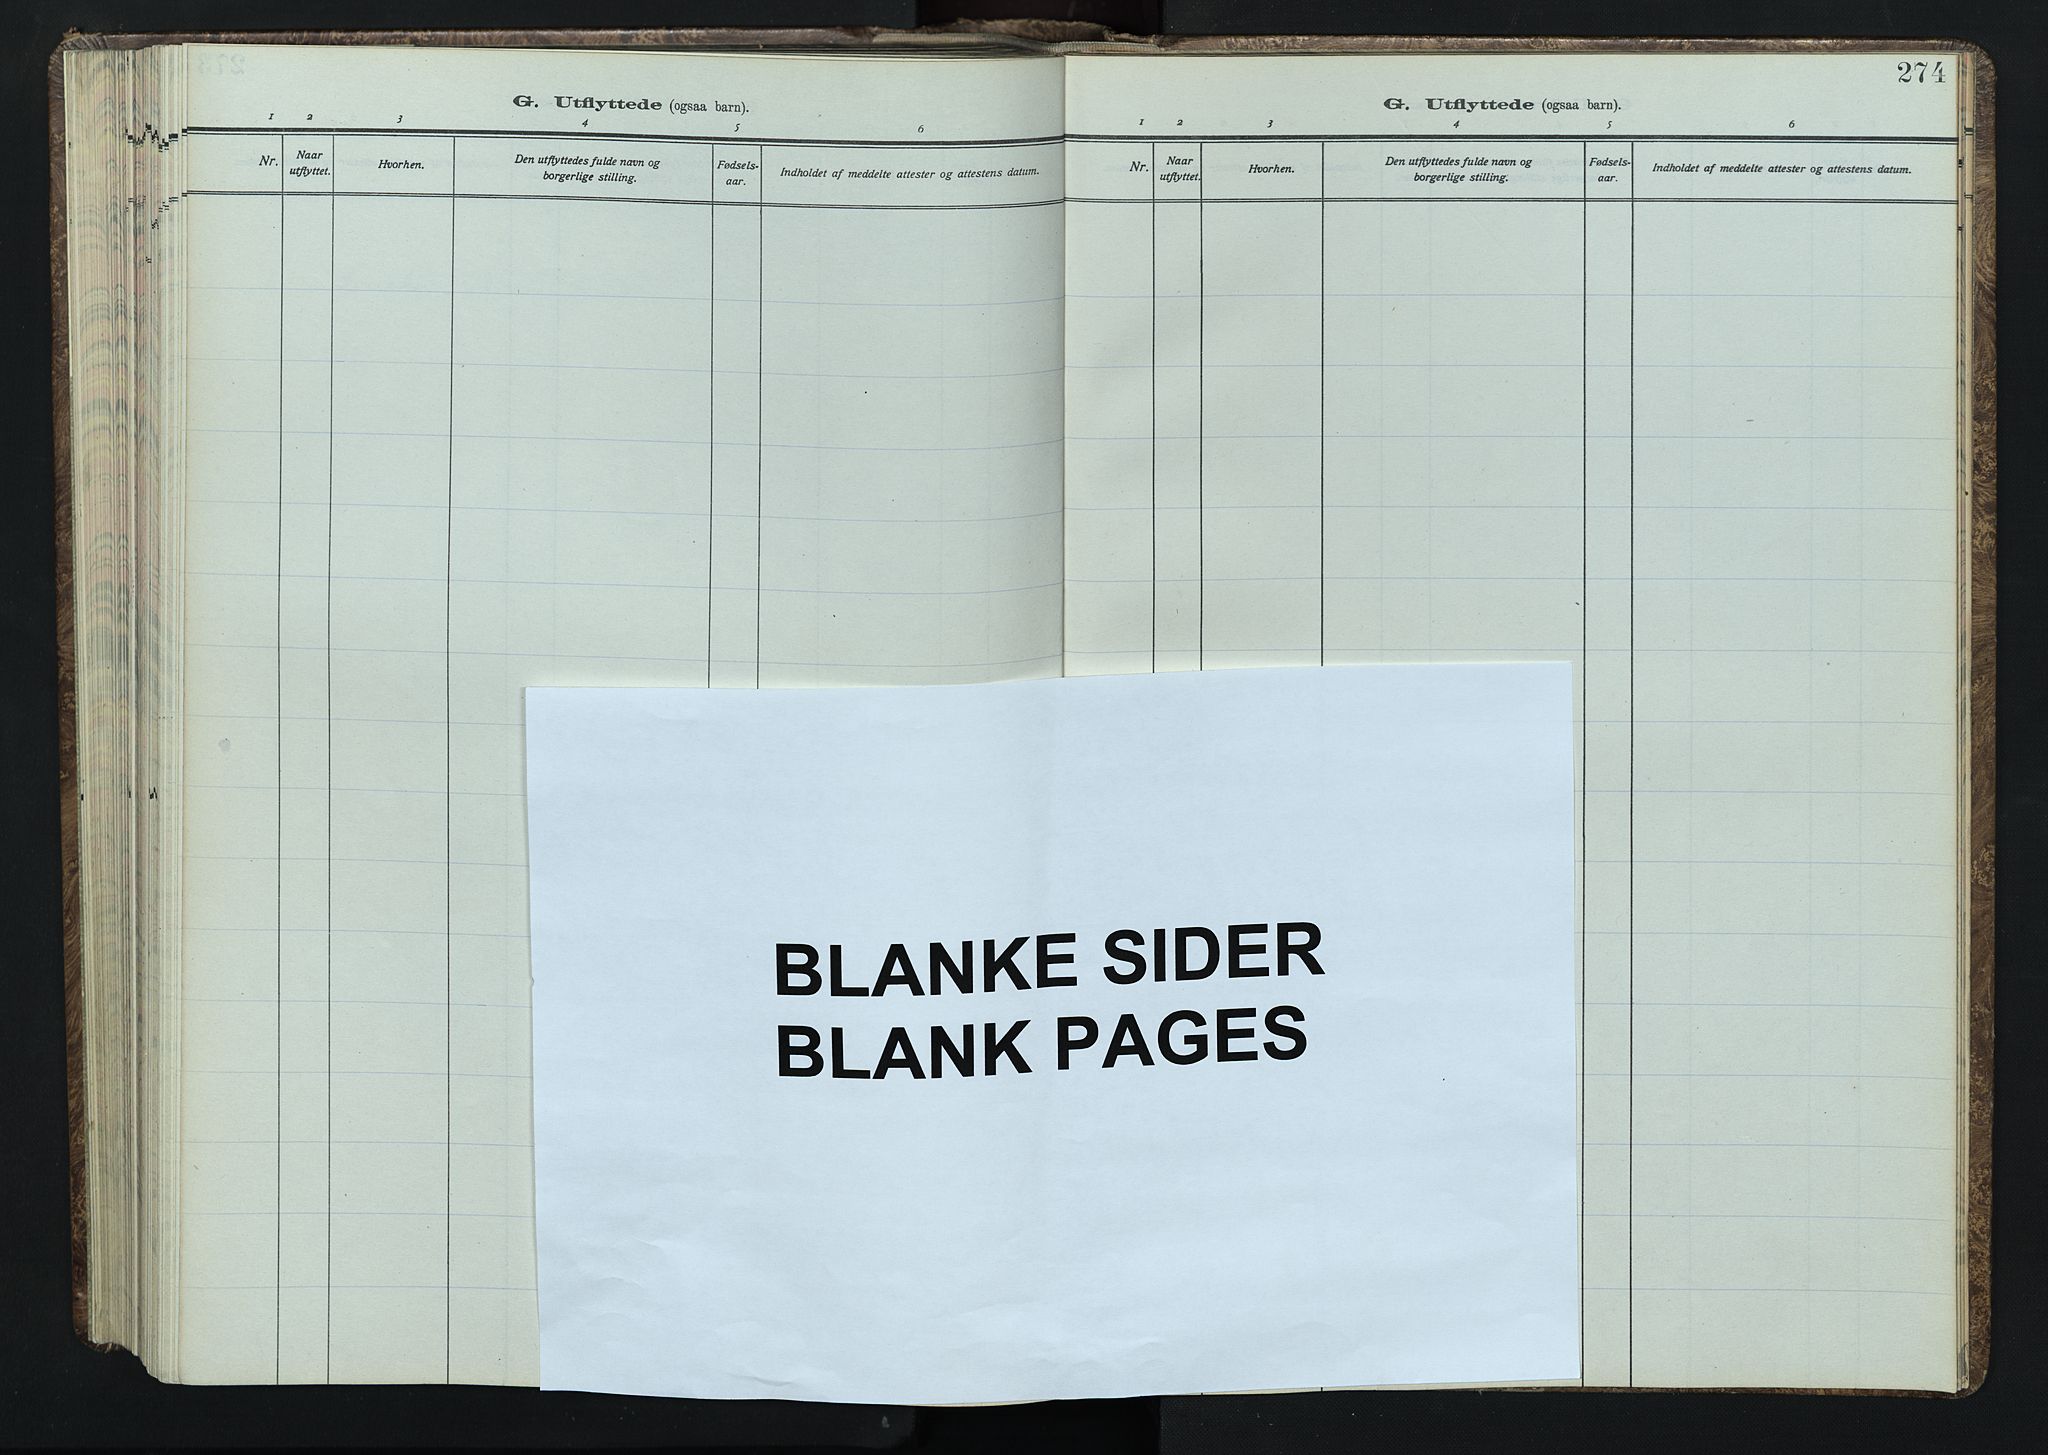 G. Utflyttede (ogsaa barn).
1 2 3 4 5 6
Nr. Naar utflyttet. Hvorhen. Den utflyttedes fulde navn og borgerlige stilling. Fødselsaar. Indholdet af meddelte attester og attestens datum.
274
G. Utflyttede (ogsaa barn).
1 2 3 4 5 6
Nr. Naar utflyttet. Hvorhen. Den utflyttedes fulde navn og borgerlige stilling. Fødsels-aar. Indholdet af meddelte attester og attestens datum.
BLANKE SIDER
BLANK PAGES